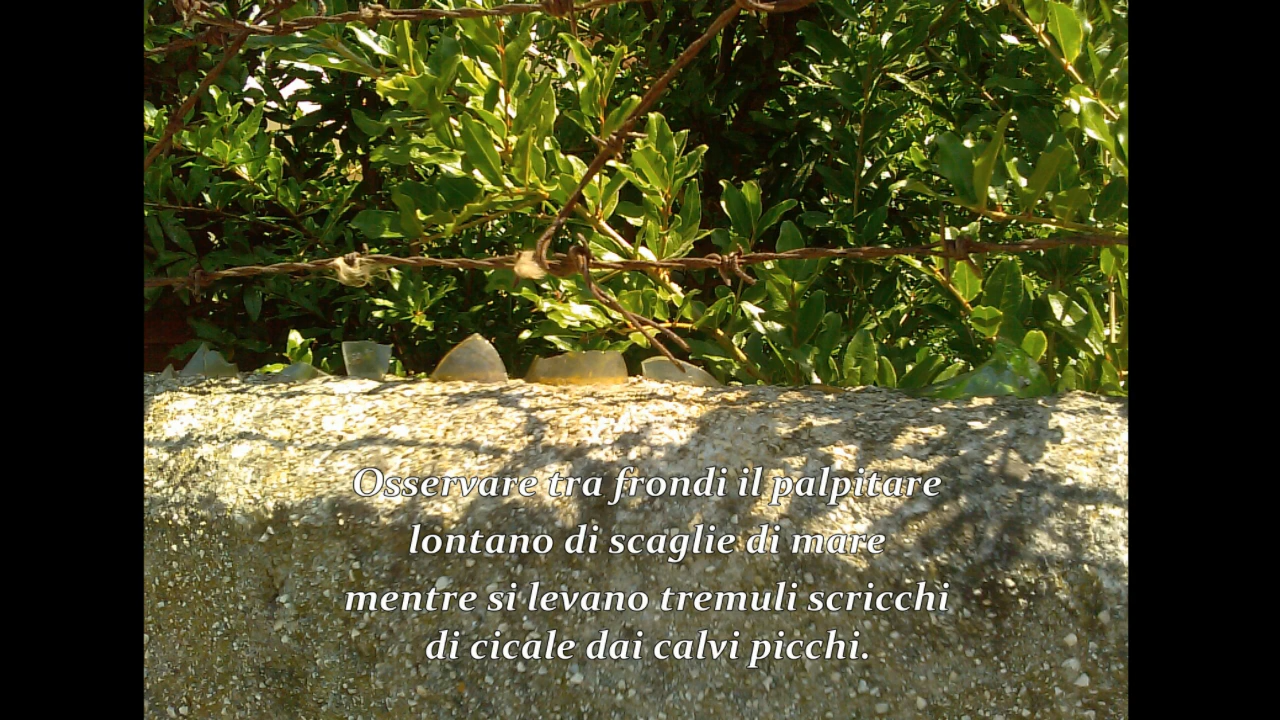 Osservare tra frondi il palpitare
lontano di scaglie di mare
mentre si levano tremuli scricchi
di cicale dai calvi picchi.